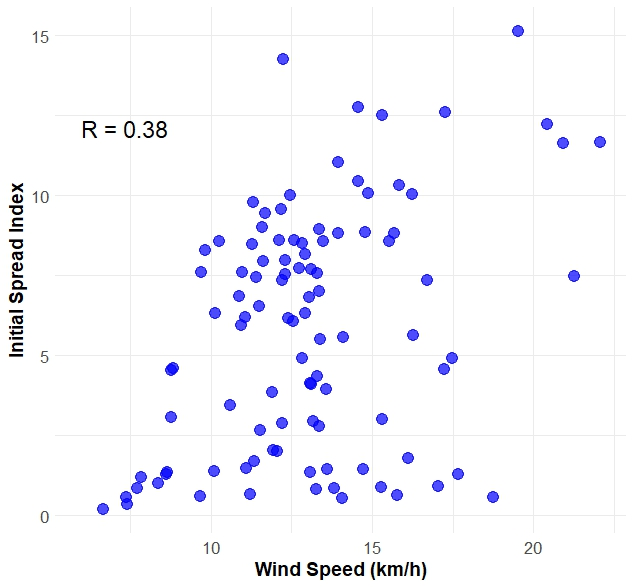 15
R = 0.38
10
Initial Spread Index
5
0
10 15 20
Wind Speed (km/h)